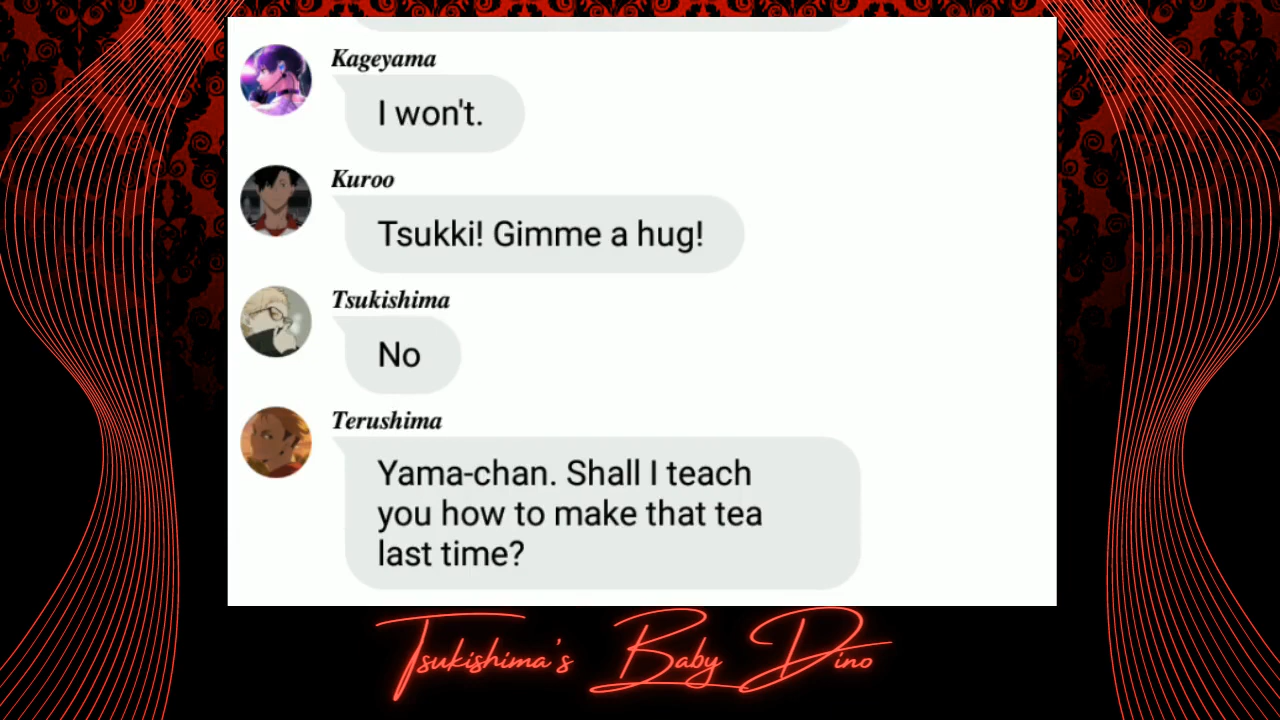 Kageyama
I won't.
Kuroo
Tsukki! Gimme a hug!
Tsukishima
No
Terushima
Yama-chan. Shall I teach
you how to make that tea
last time?
Tsukishima's Baby Dino